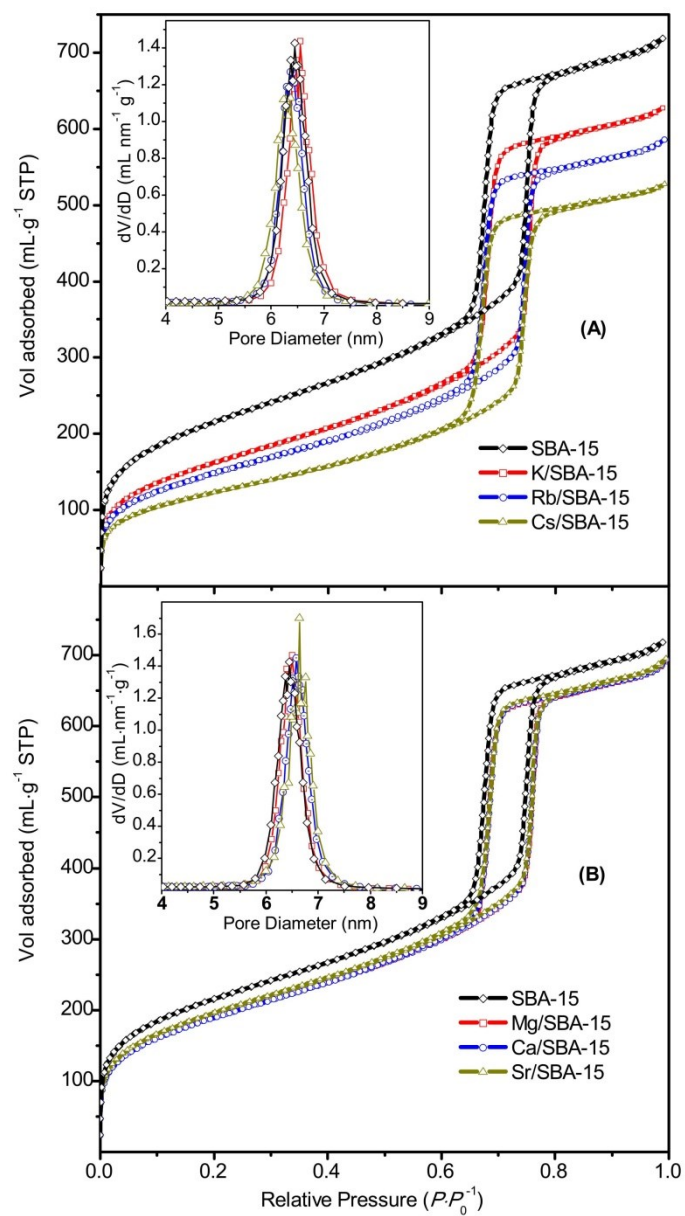 700
600
500
400
300
200
100
Vol adsorbed (mL·g⁻¹ STP)
1.4
1.2
1.0
0.8
0.6
0.4
0.2
dV/dD (mL nm⁻¹ g⁻¹)
4 5 6 7 8 9
Pore Diameter (nm)
(A)
SBA-15
K/SBA-15
Rb/SBA-15
Cs/SBA-15
700
600
500
400
300
200
100
Vol adsorbed (mL·g⁻¹ STP)
1.6
1.4
1.2
1.0
0.8
0.6
0.4
0.2
dV/dD (mL·nm⁻¹·g⁻¹)
4 5 6 7 8 9
Pore Diameter (nm)
(B)
SBA-15
Mg/SBA-15
Ca/SBA-15
Sr/SBA-15
0.0 0.2 0.4 0.6 0.8 1.0
Relative Pressure (P·P₀⁻¹)